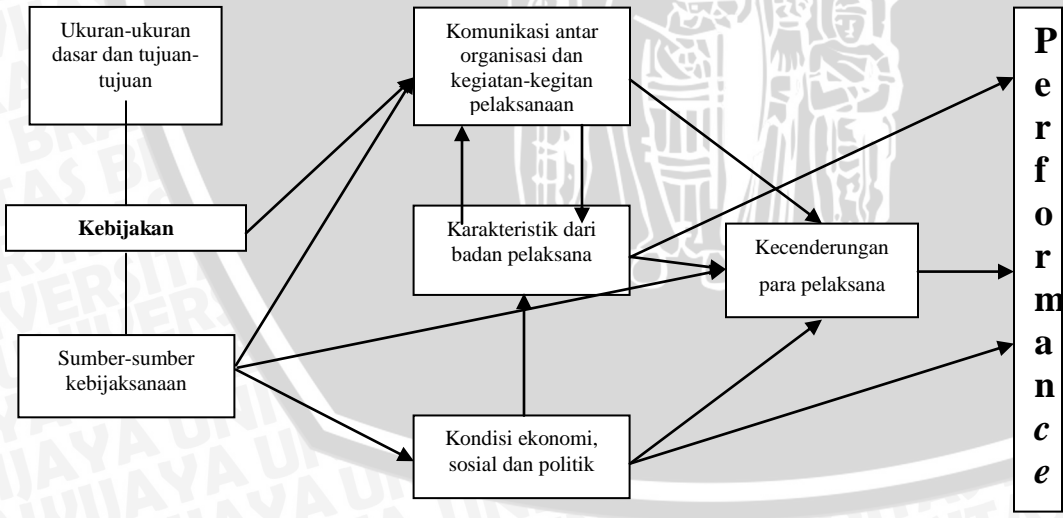 Ukuran-ukuran
dasar dan tujuan-
tujuan
Kebijakan
Sumber-sumber
kebijaksanaan
Komunikasi antar
organisasi dan
kegiatan-kegitan
pelaksanaan
Karakteristik dari
badan pelaksana
Kondisi ekonomi,
sosial dan politik
Kecenderungan
para pelaksana
Performance